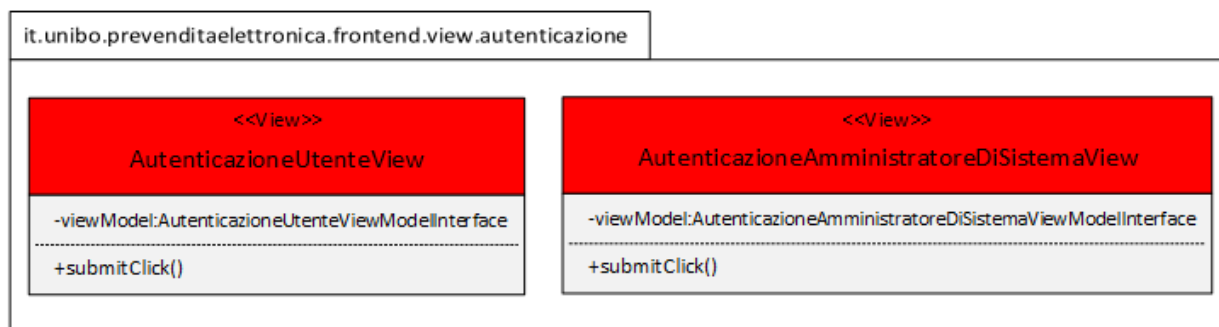 it.unibo.prevenditaelettronica.frontend.view.autenticazione
<<View>>
AutenticazioneUtenteView
-viewModel:AutenticazioneUtenteViewModelInterface
+submitClick()
<<View>>
AutenticazioneAmministratoreDiSistemaView
-viewModel:AutenticazioneAmministratoreDiSistemaViewModelInterface
+submitClick()